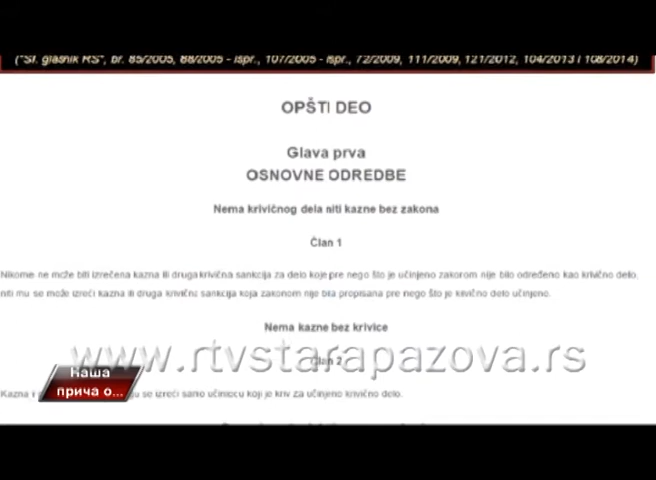 ("Sl. glasnik RS", br. 85/2005, 88/2005 - ispr., 107/2005 - ispr., 72/2009, 111/2009, 121/2012, 104/2013 i 108/2014)
OPŠTI DEO
Glava prva
OSNOVNE ODREDBE
Nema krivičnog dela niti kazne bez zakona
Član 1
Nikome ne može biti izrečena kazna ili druga krivična sankcija za delo koje pre nego što je učinjeno zakonom nije bilo određeno kao krivično delo,
niti mu se može izreći kazna ili druga krivična sankcija koja zakonom nije bila propisana pre nego što je krivično delo učinjeno.
Nema kazne bez krivice
www.rtvstarapazova.rs
Član 2
Наша
прича о...
Kazna i se izreći samo učiniocu koji je kriv za učinjeno krivično delo.